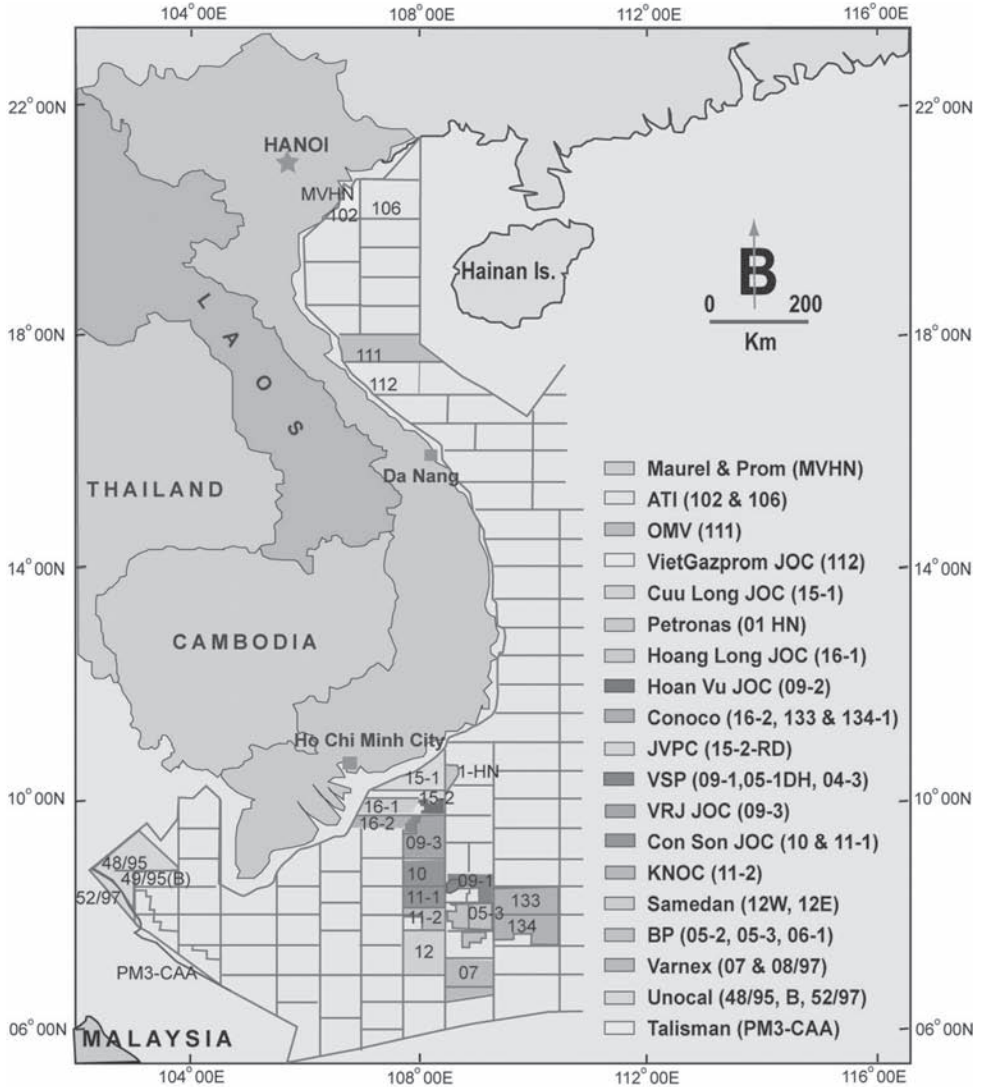 104°00E 108°00E 112°00E 116°00E
22°00N 22°00N
HANOI
MVHN
102 106
Hainan Is.
B
0 200
Km
LAOS
18°00N 18°00N
111
112
Da Nang
THAILAND
14°00N 14°00N
CAMBODIA
Ho Chi Minh City
15-1 1-HN
10°00N 10°00N
16-1 15-2
16-2
09-3
48/95
49/95(B)
52/97
10 09-1
11-1 133
11-2 05-3 134
12
PM3-CAA 07
06°00N 06°00N
MALAYSIA
104°00E 108°00E 112°00E 116°00E
Maurel & Prom (MVHN)
ATI (102 & 106)
OMV (111)
VietGazprom JOC (112)
Cuu Long JOC (15-1)
Petronas (01 HN)
Hoang Long JOC (16-1)
Hoan Vu JOC (09-2)
Conoco (16-2, 133 & 134-1)
JVPC (15-2-RD)
VSP (09-1,05-1DH, 04-3)
VRJ JOC (09-3)
Con Son JOC (10 & 11-1)
KNOC (11-2)
Samedan (12W, 12E)
BP (05-2, 05-3, 06-1)
Varnex (07 & 08/97)
Unocal (48/95, B, 52/97)
Talisman (PM3-CAA)